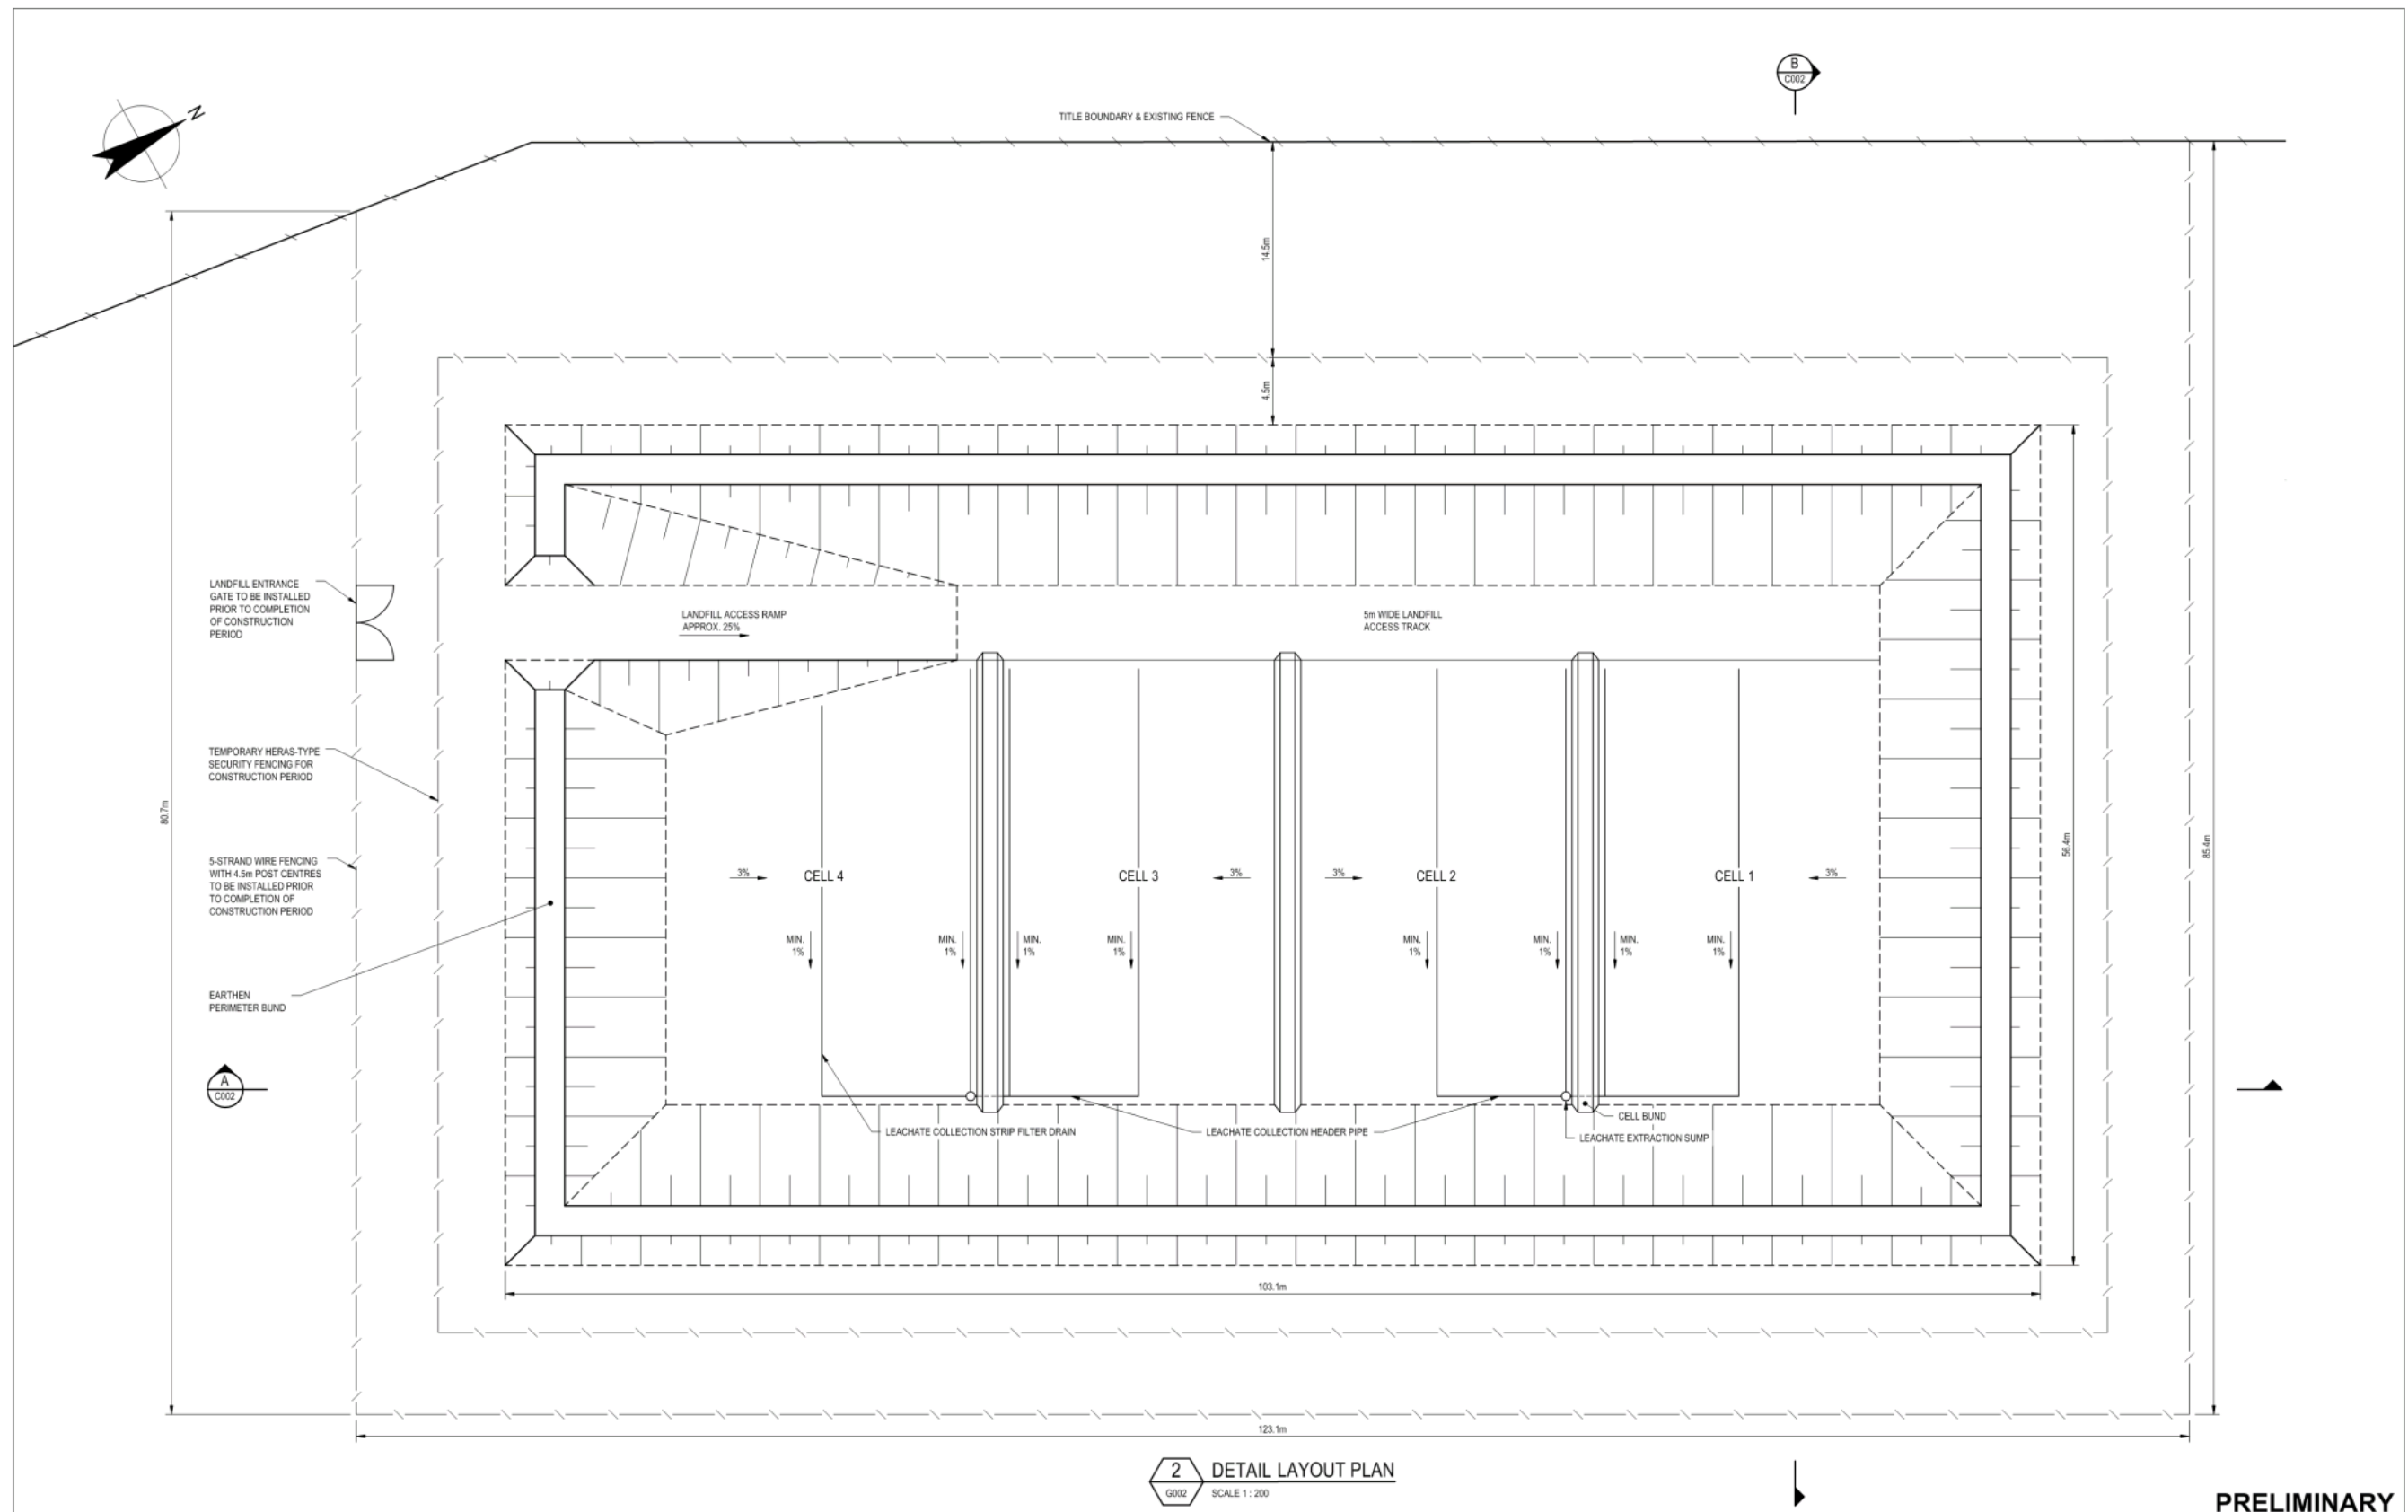 B
C002
N
TITLE BOUNDARY & EXISTING FENCE
14.5m
4.5m
LANDFILL ENTRANCE
GATE TO BE INSTALLED
PRIOR TO COMPLETION
OF CONSTRUCTION
PERIOD
LANDFILL ACCESS RAMP
APPROX. 25%
5m WIDE LANDFILL
ACCESS TRACK
TEMPORARY HERAS-TYPE
SECURITY FENCING FOR
CONSTRUCTION PERIOD
80.7m
56.4m
85.4m
5-STRAND WIRE FENCING
WITH 4.5m POST CENTRES
TO BE INSTALLED PRIOR
TO COMPLETION OF
CONSTRUCTION PERIOD
3%
CELL 4
CELL 3
3%
3%
CELL 2
CELL 1
3%
MIN.
1%
MIN.
1%
MIN.
1%
MIN.
1%
MIN.
1%
MIN.
1%
MIN.
1%
MIN.
1%
EARTHEN
PERIMETER BUND
A
C002
LEACHATE COLLECTION STRIP FILTER DRAIN
LEACHATE COLLECTION HEADER PIPE
CELL BUND
LEACHATE EXTRACTION SUMP
103.1m
123.1m
2
G002
DETAIL LAYOUT PLAN
SCALE 1 : 200
PRELIMINARY